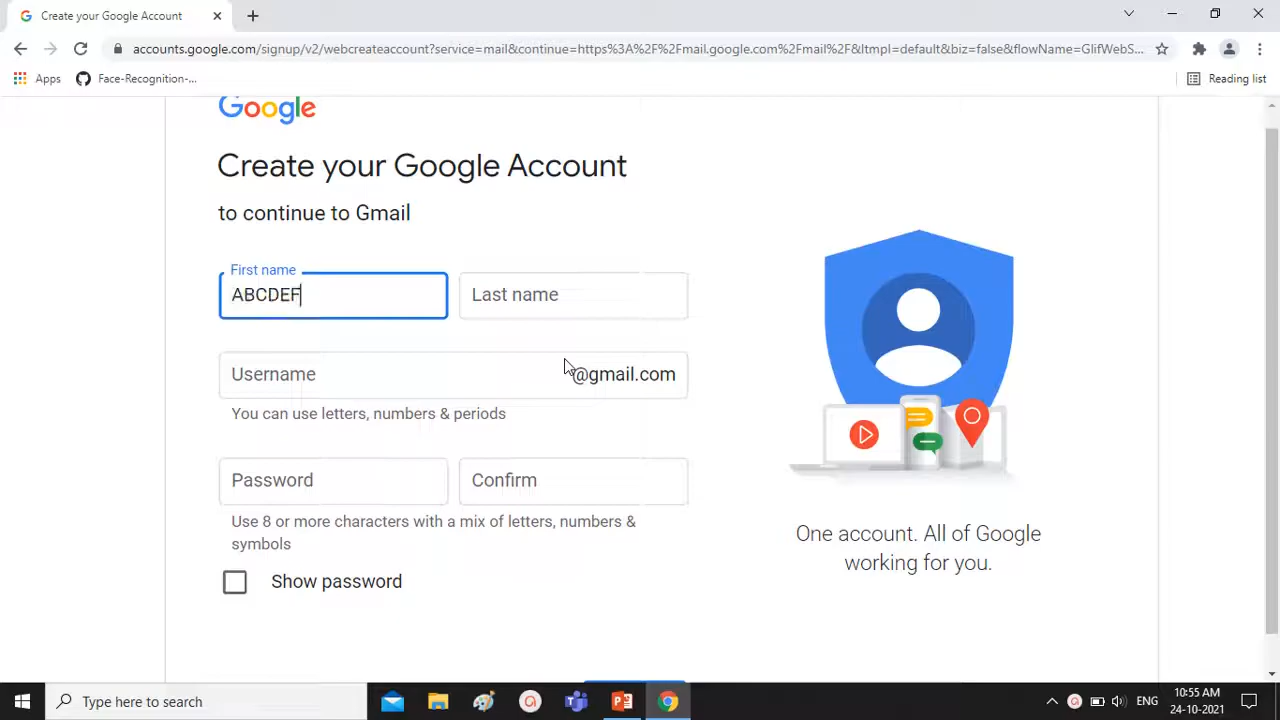 Create your Google Account
accounts.google.com/signup/v2/webcreateaccount?service=mail&continue=https%3A%2F%2Fmail.google.com%2Fmail%2F&ltmpl=default&biz=false&flowName=GlifWebS...
Apps
Face-Recognition-...
Reading list
Google
Create your Google Account
to continue to Gmail
First name
ABCDEF
Last name
Username
@gmail.com
You can use letters, numbers & periods
Password
Confirm
Use 8 or more characters with a mix of letters, numbers &
symbols
Show password
One account. All of Google
working for you.
Type here to search
ENG
10:55 AM
24-10-2021